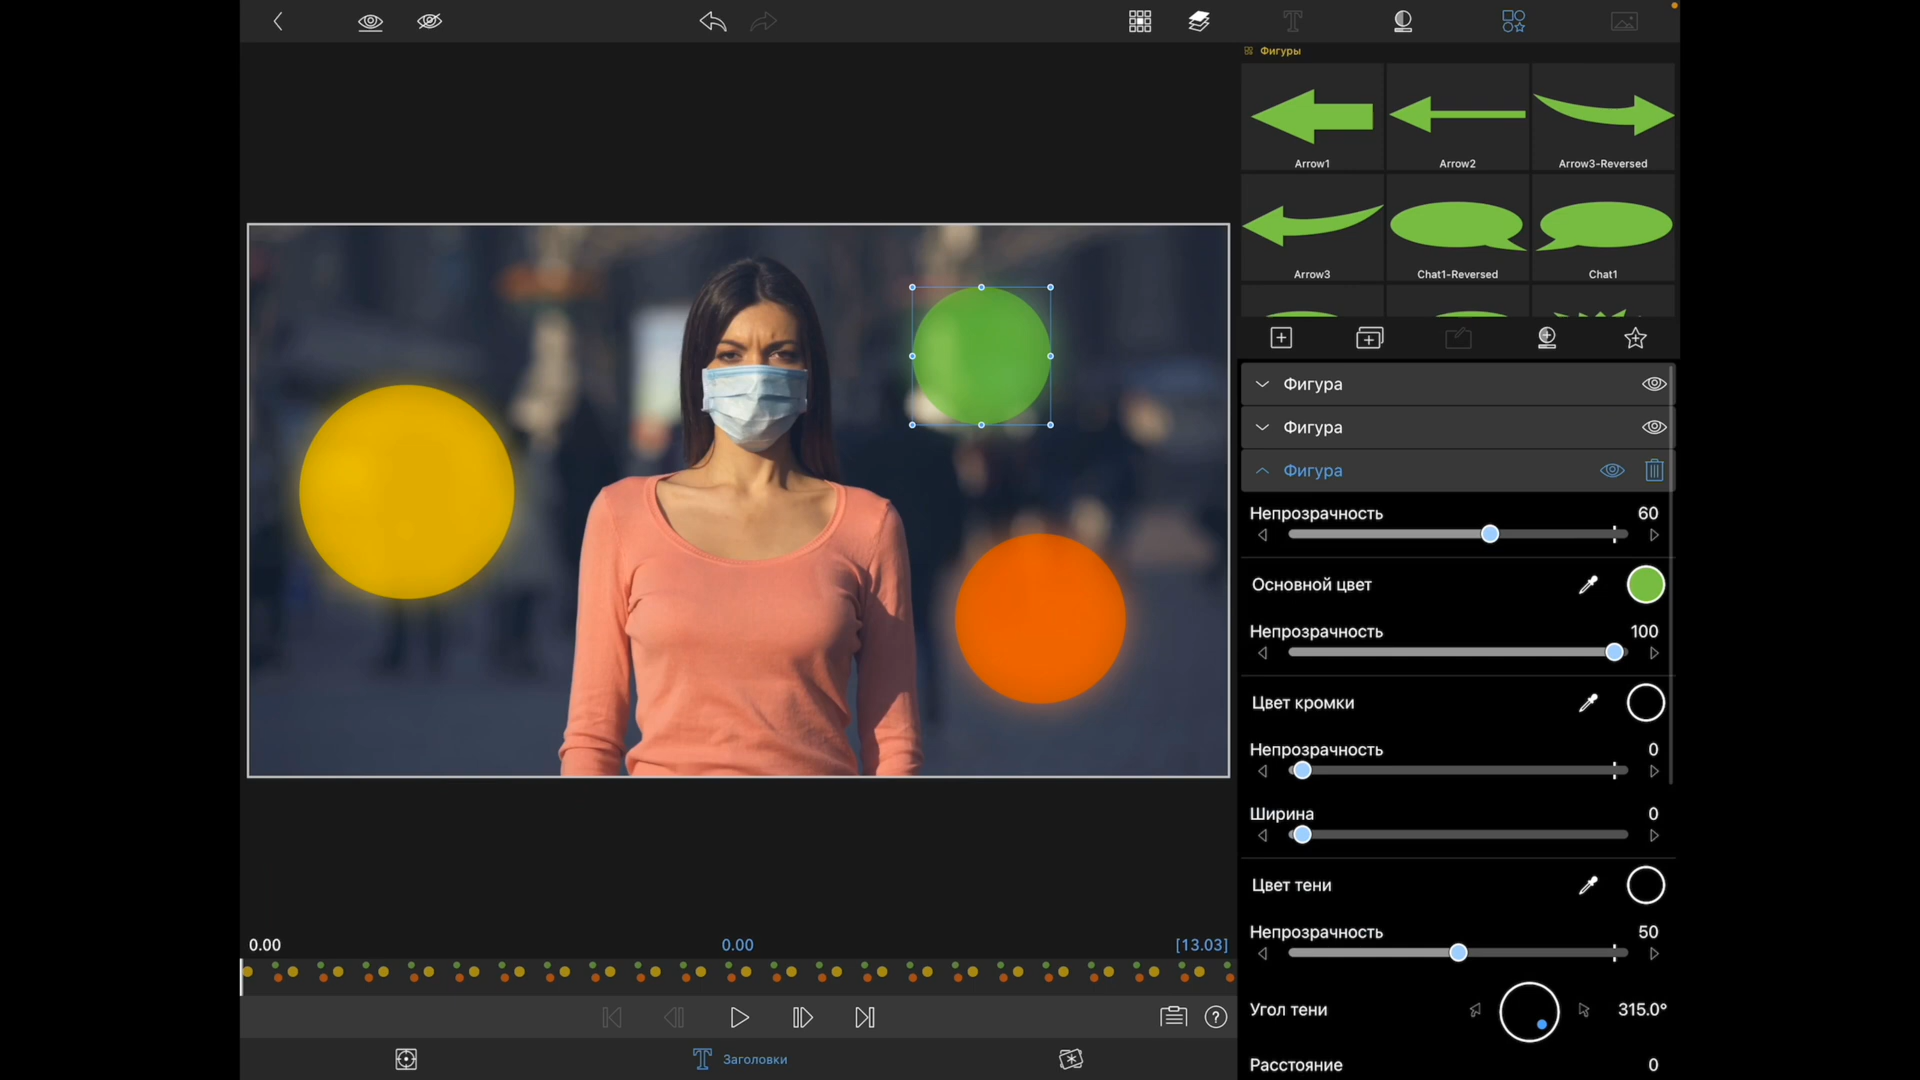 Фигуры
Arrow1
Arrow2
Arrow3-Reversed
Arrow3
Chat1-Reversed
Chat1
Фигура
Фигура
Фигура
Непрозрачность 60
Основной цвет
Непрозрачность 100
Цвет кромки
Непрозрачность 0
Ширина 0
Цвет тени
Непрозрачность 50
Угол тени 315.0°
Расстояние 0
0.00 0.00 [13.03]
T Заголовки